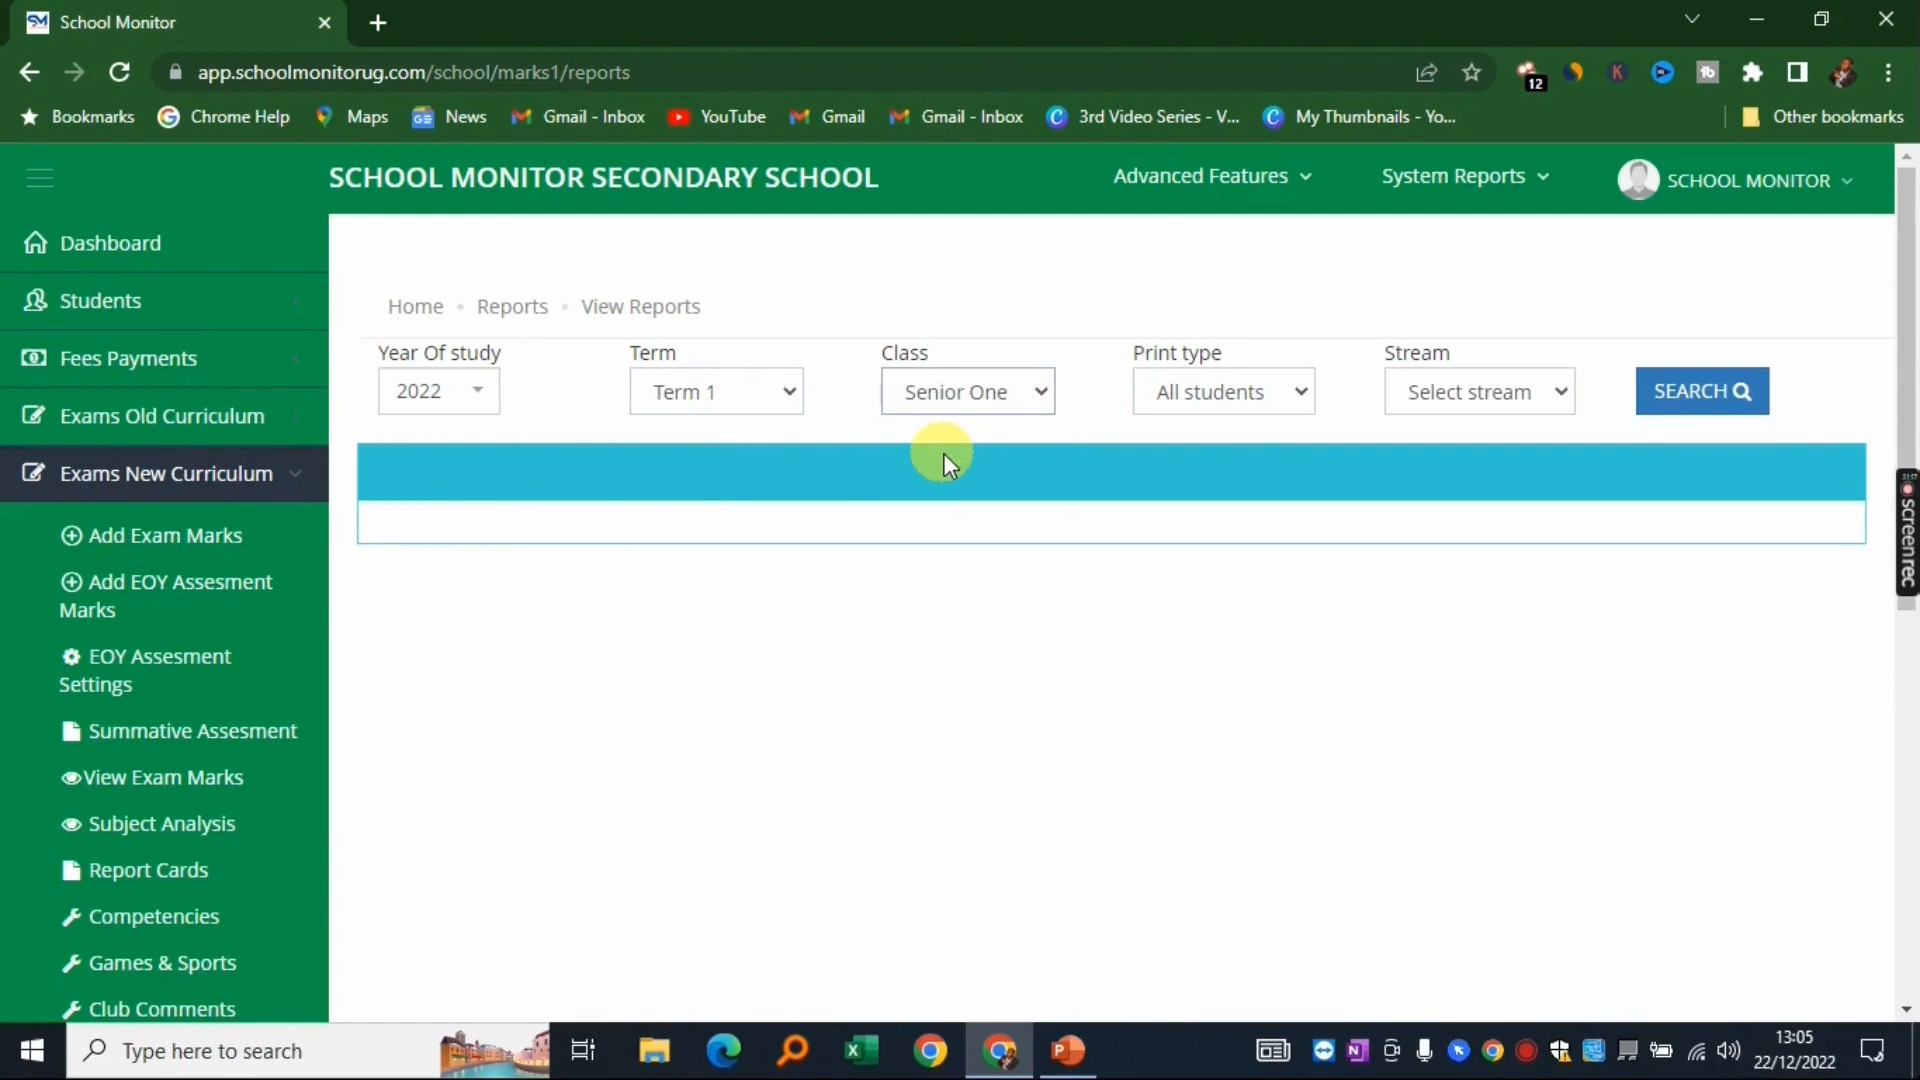 School Monitor
app.schoolmonitorug.com/school/marks1/reports
12
Bookmarks
Chrome Help
Maps
News
Gmail - Inbox
YouTube
Gmail
Gmail - Inbox
3rd Video Series - V...
My Thumbnails - Yo...
Other bookmarks
SCHOOL MONITOR SECONDARY SCHOOL
Advanced Features
System Reports
SCHOOL MONITOR
Dashboard
Students
Fees Payments
Exams Old Curriculum
Exams New Curriculum
Add Exam Marks
Add EOY Assesment
Marks
EOY Assesment
Settings
Summative Assesment
View Exam Marks
Subject Analysis
Report Cards
Competencies
Games & Sports
Club Comments
Home • Reports • View Reports
Year Of study
Term
Class
Print type
Stream
2022
Term 1
Senior One
All students
Select stream
SEARCH
screen rec
Type here to search
13:05
22/12/2022